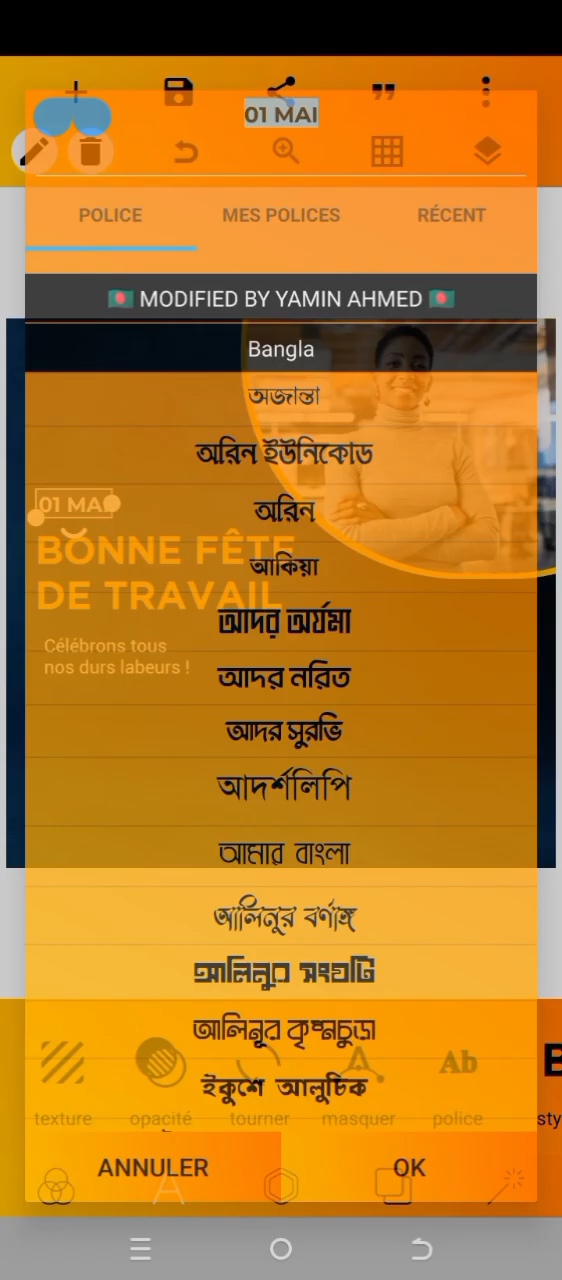 01 MAI
POLICE
MES POLICES
RÉCENT
🇧🇩 MODIFIED BY YAMIN AHMED 🇧🇩
Bangla
অজান্তা
অরিন ইউনিকোড
অরিন
আকিয়া
আদর অর্যমা
আদর নরিত
আদর সুরভি
আদর্শলিপি
আমার বাংলা
আলিনুর বর্ণাঙ্গ
আলিনুর সংঘটি
আলিনূর কৃষ্ণচুড়া
ইকুশে আলুটিক
01 MAI
BONNE FÊTE
DE TRAVAIL
Célébrons tous
nos durs labeurs !
Ab
B
texture
opacité
tourner
masquer
police
sty
ANNULER
OK